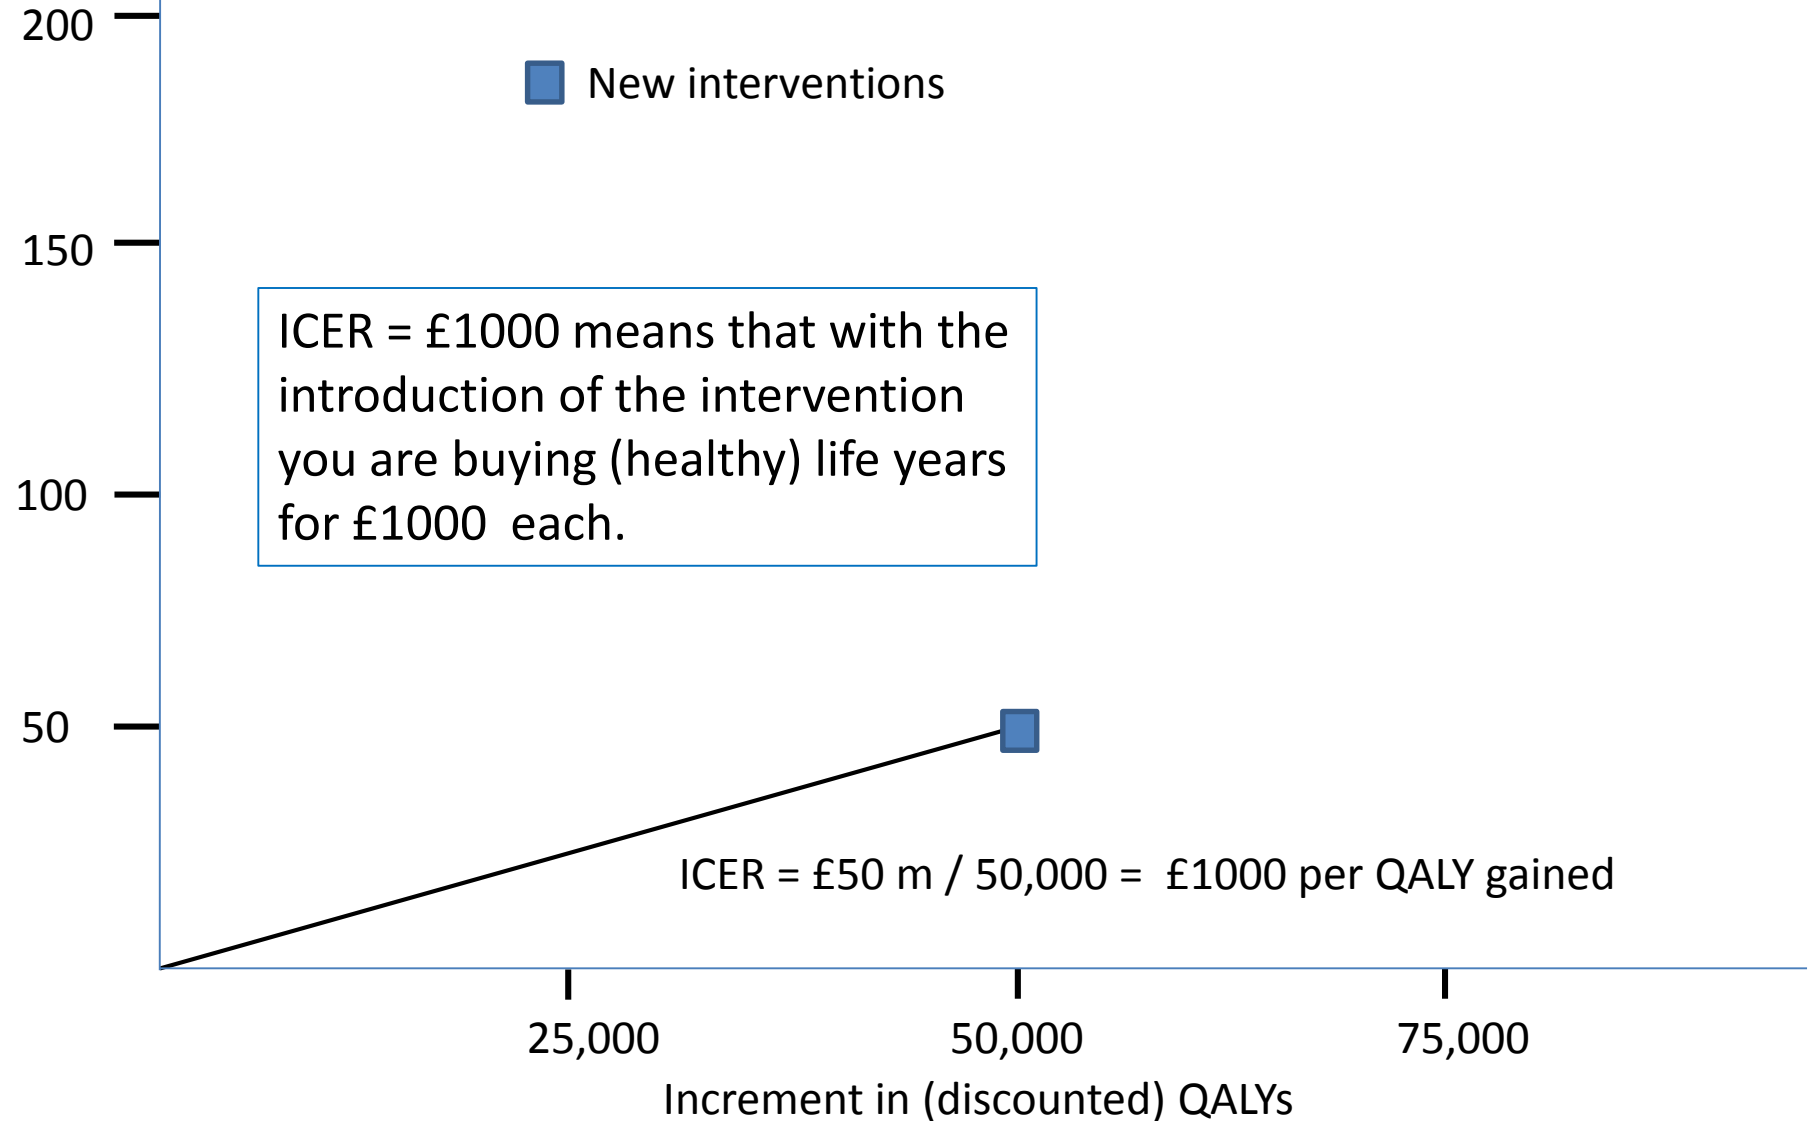 200
New interventions
150
ICER = £1000 means that with the
introduction of the intervention
you are buying (healthy) life years
for £1000  each.
100
50
ICER = £50 m / 50,000 =  £1000 per QALY gained
25,000
50,000
75,000
Increment in (discounted) QALYs